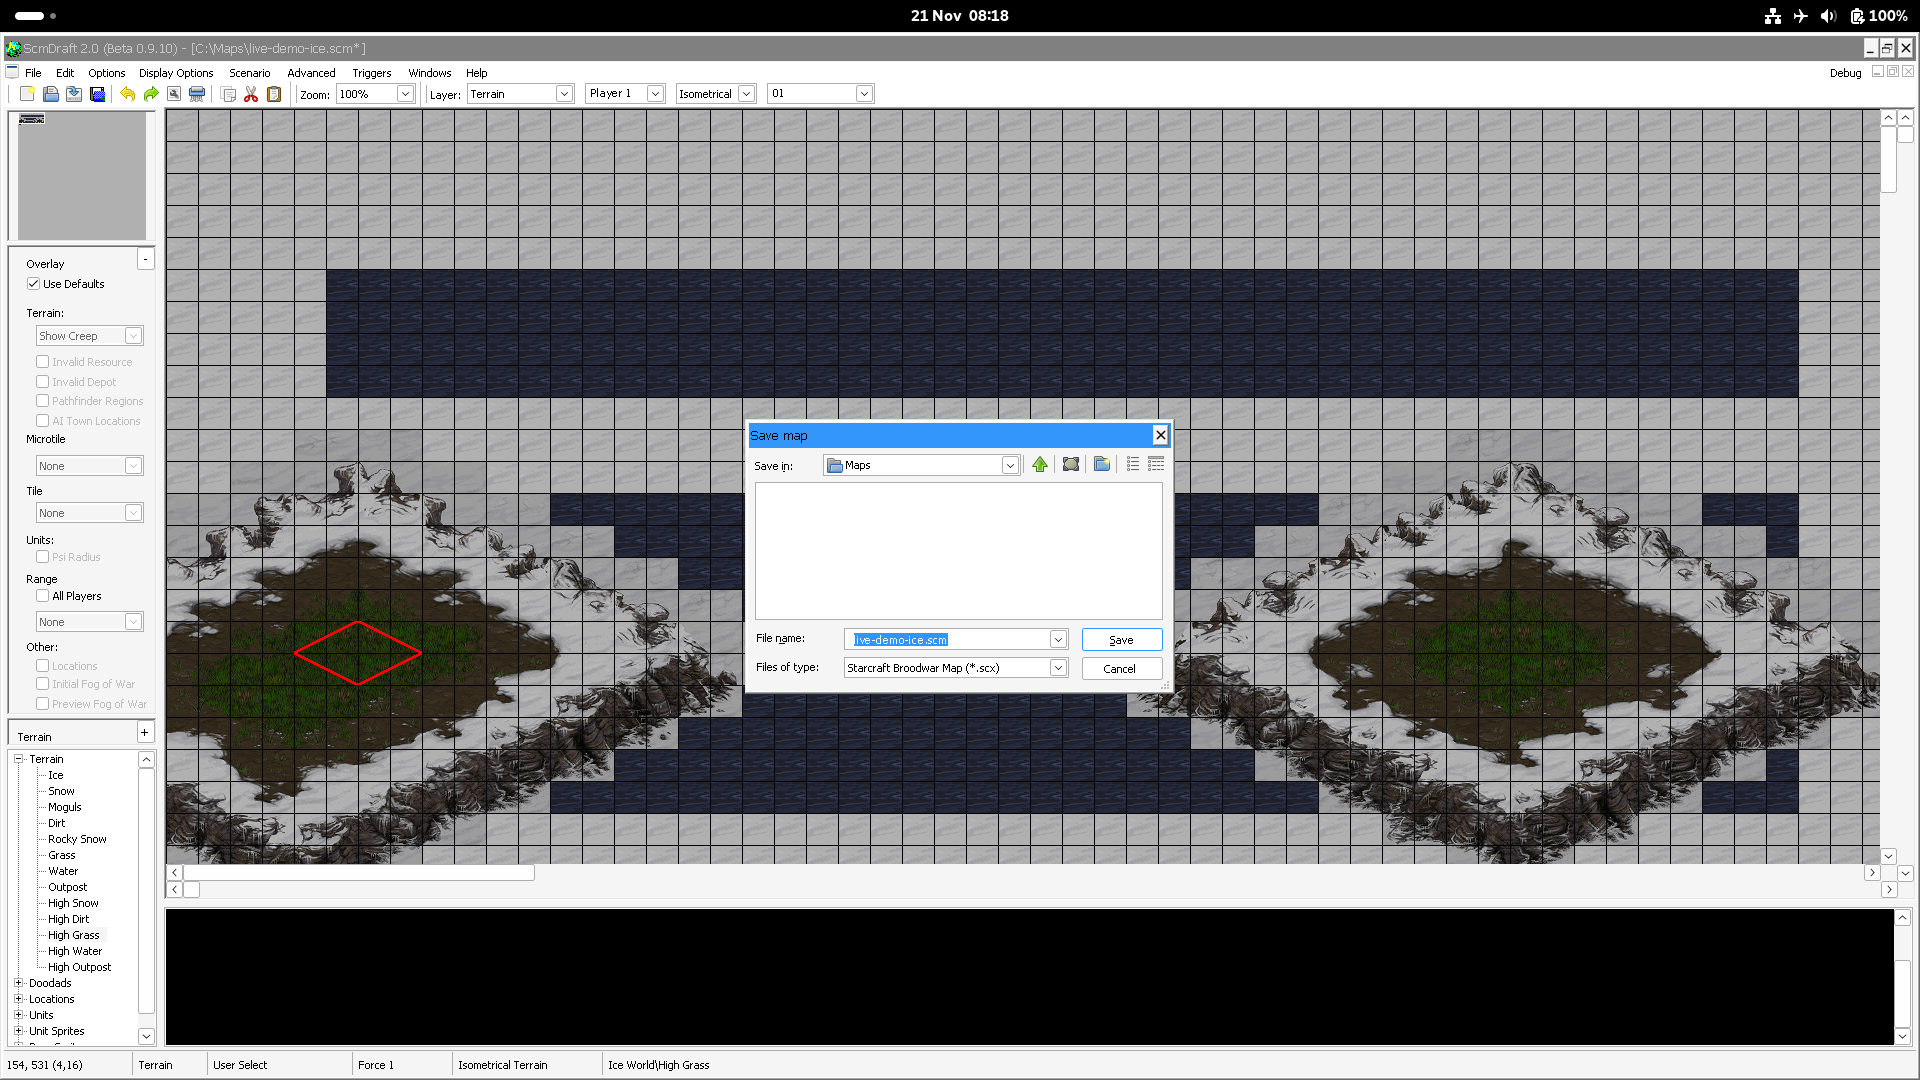 21 Nov 08:18
100%
ScmDraft 2.0 (Beta 0.9.10) - [C:\Maps\live-demo-ice.scm*]
File Edit Options Display Options Scenario Advanced Triggers Windows Help
Debug
Zoom: 100% Layer: Terrain Player 1 Isometrical 01
-
Overlay
Use Defaults
Terrain:
Show Creep
Invalid Resource
Invalid Depot
Pathfinder Regions
AI Town Locations
Microtile
None
Tile
None
Units:
Psi Radius
Range
All Players
None
Other:
Locations
Initial Fog of War
Preview Fog of War
Terrain
+
Terrain
Ice
Snow
Moguls
Dirt
Rocky Snow
Grass
Water
Outpost
High Snow
High Dirt
High Grass
High Water
High Outpost
Doodads
Locations
Units
Unit Sprites
Save map
Save in: Maps
File name: live-demo-ice.scm Save
Files of type: Starcraft Broodwar Map (*.scx) Cancel
154, 531 (4,16) Terrain User Select Force 1 Isometrical Terrain Ice World\High Grass